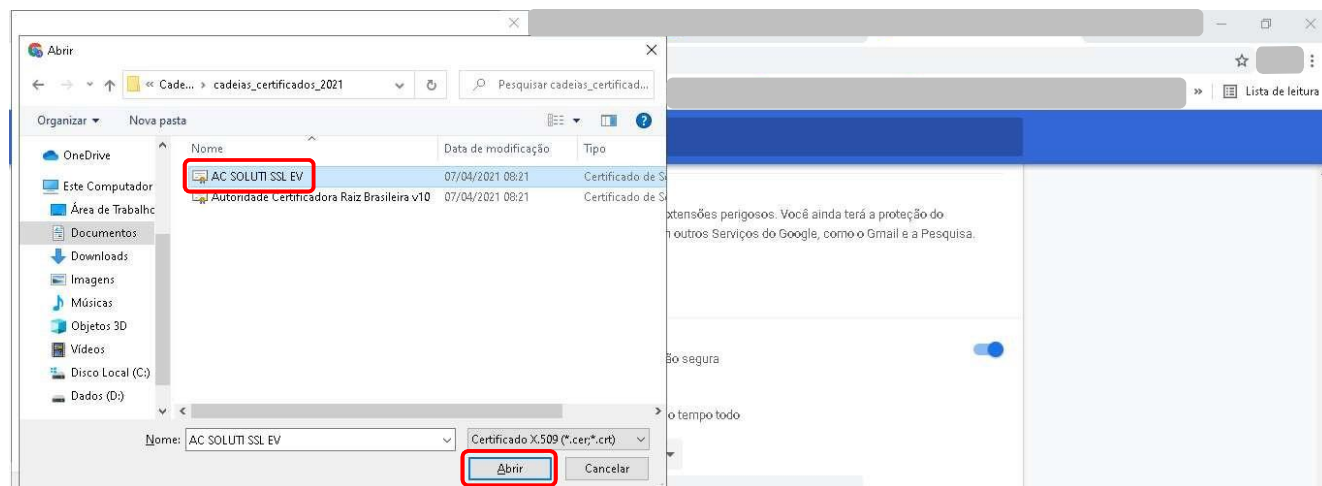 Abrir
« Cade... › cadeias_certificados_2021
Pesquisar cadeias_certificad...
» Lista de leitura
Organizar Nova pasta
Nome Data de modificação Tipo
OneDrive
Este Computador
Área de Trabalho
Documentos
Downloads
Imagens
Músicas
Objetos 3D
Vídeos
Disco Local (C:)
Dados (D:)
AC SOLUTI SSL EV 07/04/2021 08:21 Certificado de S
Autoridade Certificadora Raiz Brasileira v10 07/04/2021 08:21 Certificado de S
Nome: AC SOLUTI SSL EV
Certificado X.509 (*.cer;*.crt)
Abrir Cancelar
xtensões perigosos. Você ainda terá a proteção do
outros Serviços do Google, como o Gmail e a Pesquisa.
ão segura
o tempo todo